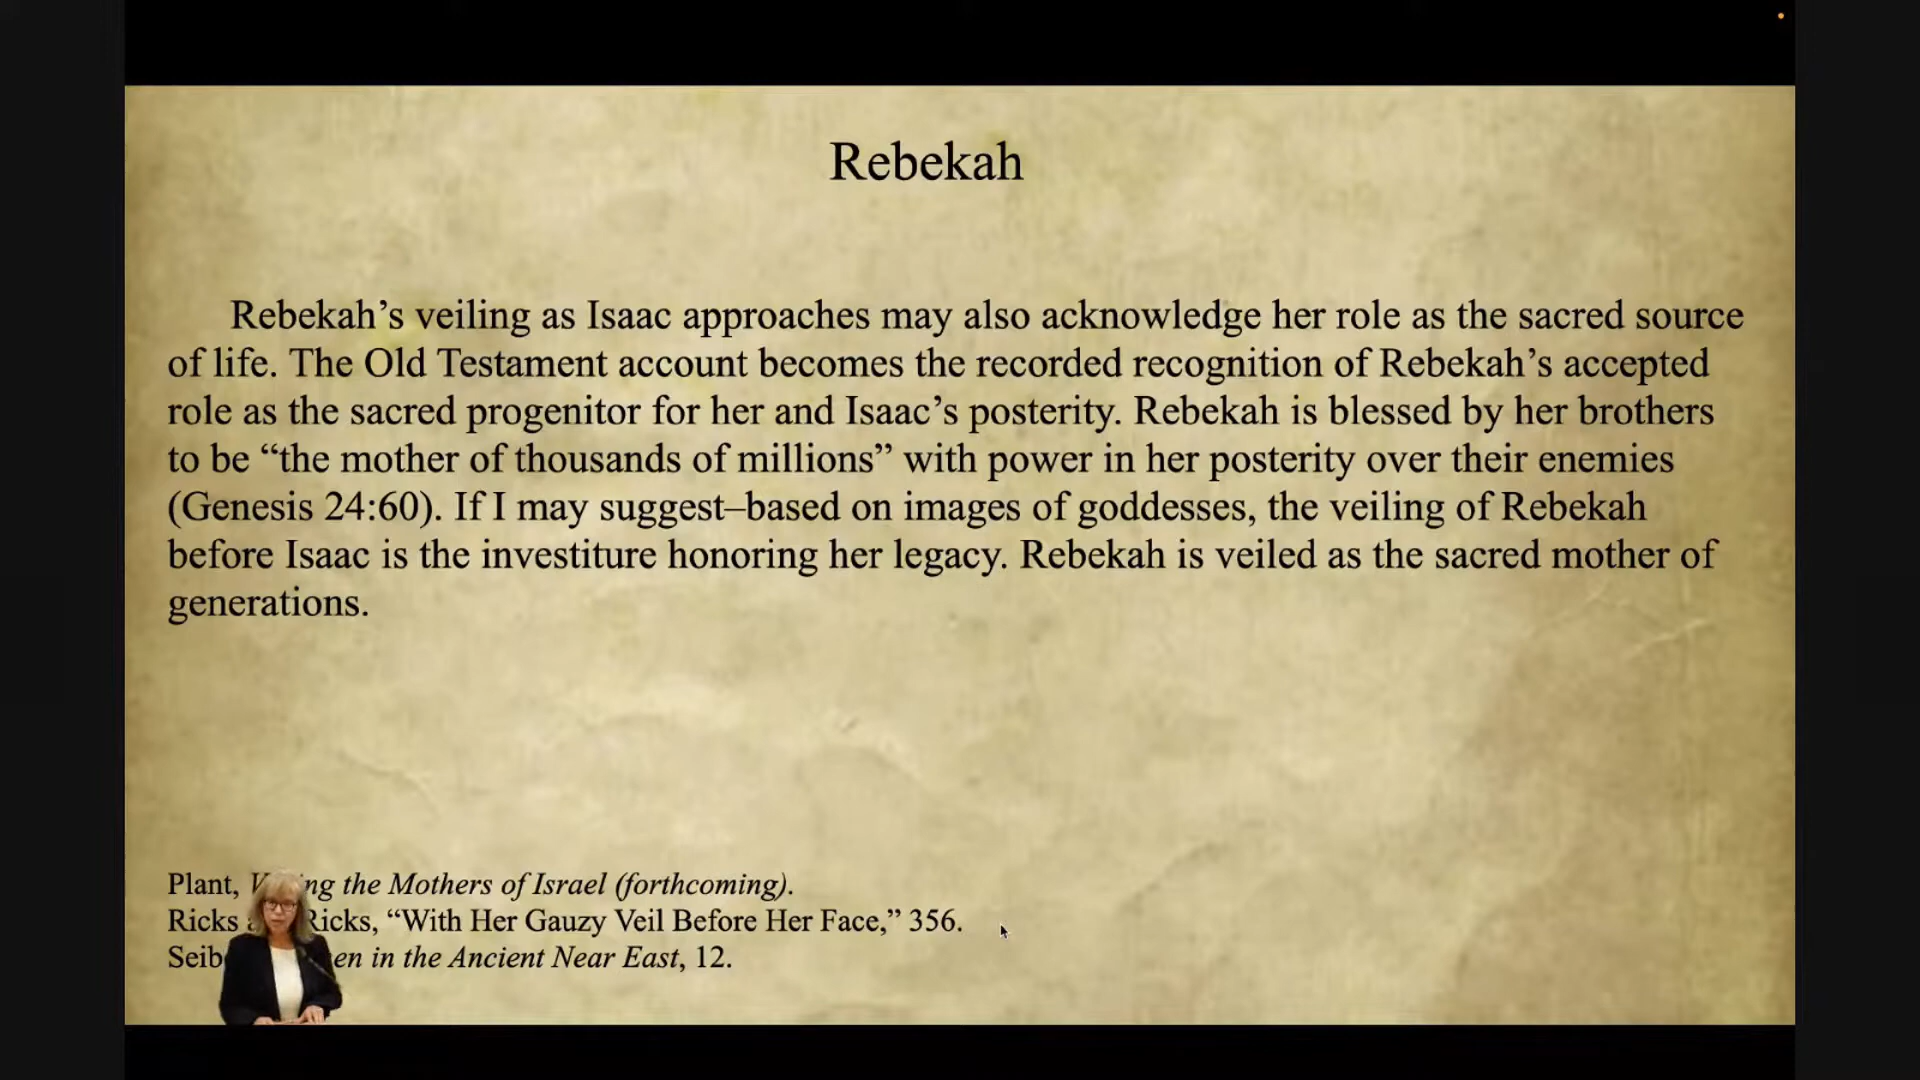 Rebekah
Rebekah’s veiling as Isaac approaches may also acknowledge her role as the sacred source
of life. The Old Testament account becomes the recorded recognition of Rebekah’s accepted
role as the sacred progenitor for her and Isaac’s posterity. Rebekah is blessed by her brothers
to be “the mother of thousands of millions” with power in her posterity over their enemies
(Genesis 24:60). If I may suggest–based on images of goddesses, the veiling of Rebekah
before Isaac is the investiture honoring her legacy. Rebekah is veiled as the sacred mother of
generations.
Plant, the Mothers of Israel (forthcoming).
Ricks Ricks, “With Her Gauzy Veil Before Her Face,” 356.
in the Ancient Near East, 12.